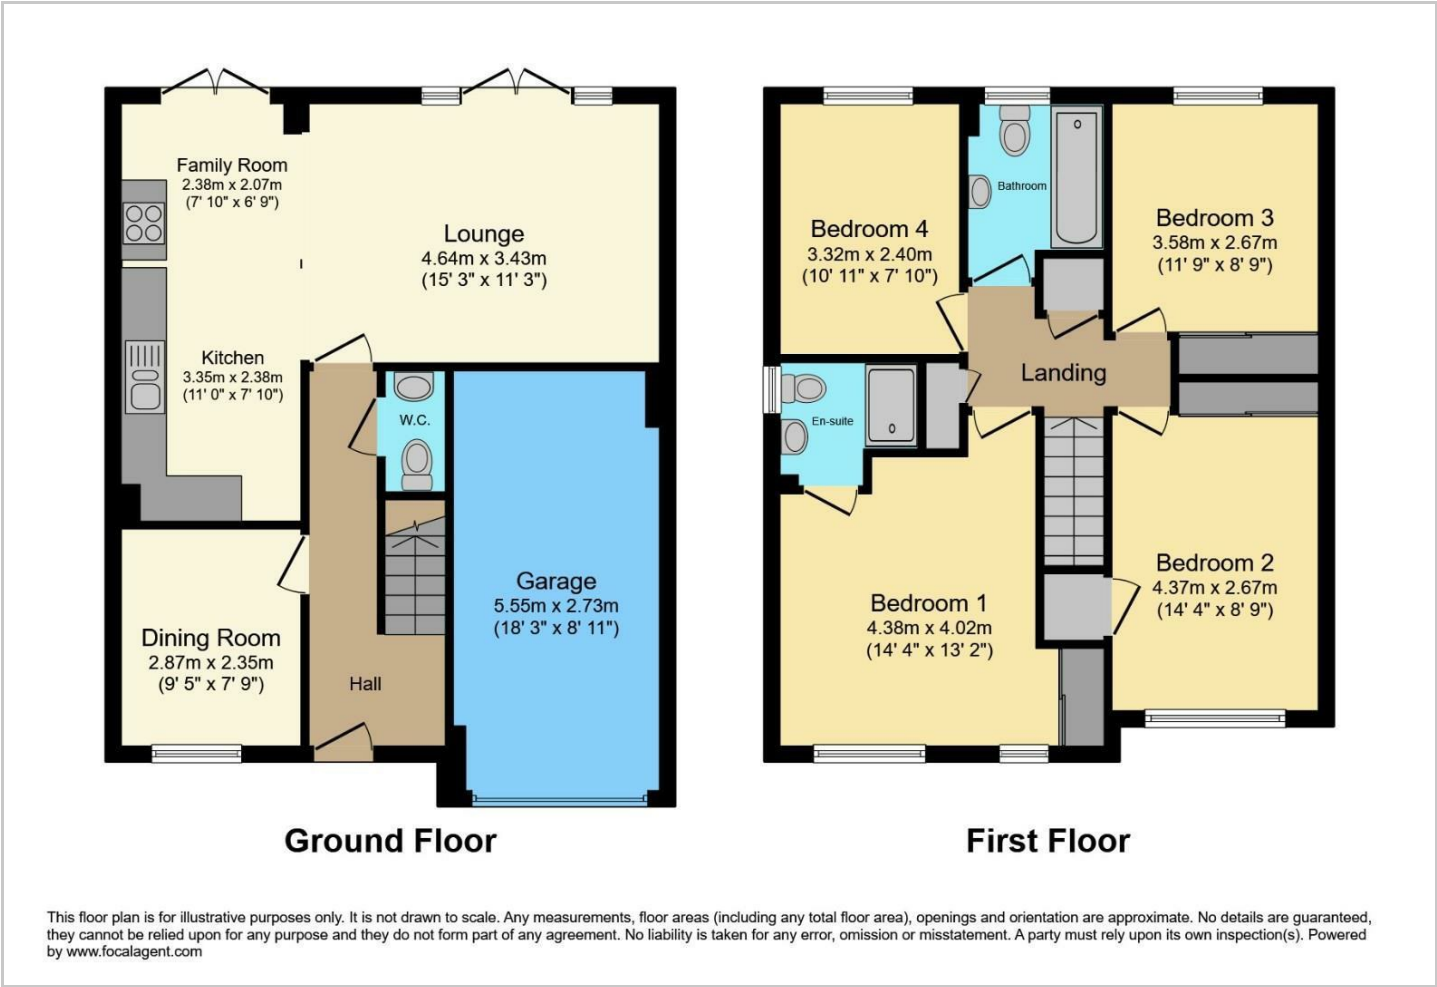 Family Room
2.38m x 2.07m
(7' 10" x 6' 9")
Lounge
4.64m x 3.43m
(15' 3" x 11' 3")
Kitchen
3.35m x 2.38m
(11' 0" x 7' 10")
W.C.
Garage
5.55m x 2.73m
(18' 3" x 8' 11")
Dining Room
2.87m x 2.35m
(9' 5" x 7' 9")
Hall
Ground Floor
Bedroom 4
3.32m x 2.40m
(10' 11" x 7' 10")
Bathroom
Bedroom 3
3.58m x 2.67m
(11' 9" x 8' 9")
Landing
En-suite
Bedroom 1
4.38m x 4.02m
(14' 4" x 13' 2")
Bedroom 2
4.37m x 2.67m
(14' 4" x 8' 9")
First Floor
This floor plan is for illustrative purposes only. It is not drawn to scale. Any measurements, floor areas (including any total floor area), openings and orientation are approximate. No details are guaranteed,
they cannot be relied upon for any purpose and they do not form part of any agreement. No liability is taken for any error, omission or misstatement. A party must rely upon its own inspection(s). Powered
by www.focalagent.com